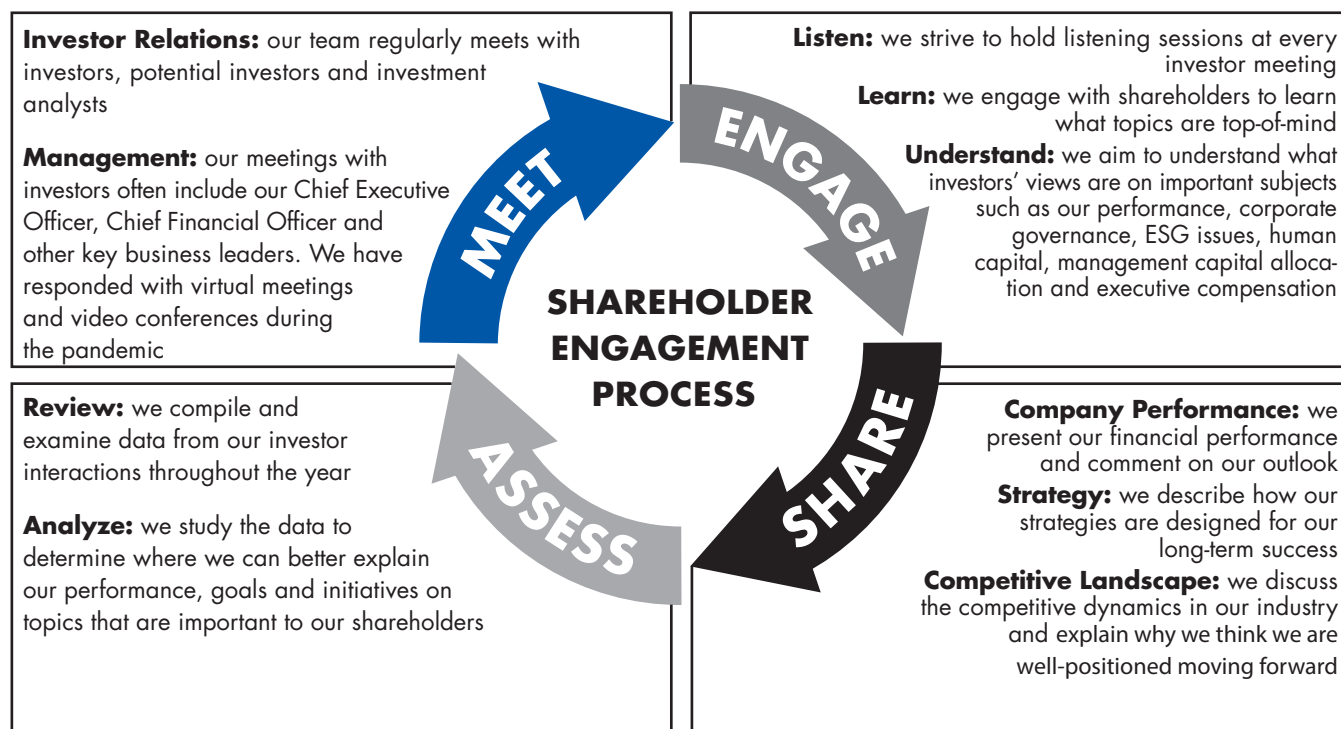 Investor Relations: our team regularly meets with
investors, potential investors and investment
analysts
Management: our meetings with
investors often include our Chief Executive
Officer, Chief Financial Officer and
other key business leaders. We have
responded with virtual meetings
and video conferences during
the pandemic
MEET
Listen: we strive to hold listening sessions at every
investor meeting
Learn: we engage with shareholders to learn
what topics are top-of-mind
Understand: we aim to understand what
investors’ views are on important subjects
such as our performance, corporate
governance, ESG issues, human
capital, management capital alloca-
tion and executive compensation
ENGAGE
SHAREHOLDER
ENGAGEMENT
PROCESS
Review: we compile and
examine data from our investor
interactions throughout the year
Analyze: we study the data to
determine where we can better explain
our performance, goals and initiatives on
topics that are important to our shareholders
ASSESS
SHARE
Company Performance: we
present our financial performance
and comment on our outlook
Strategy: we describe how our
strategies are designed for our
long-term success
Competitive Landscape: we discuss
the competitive dynamics in our industry
and explain why we think we are
well-positioned moving forward